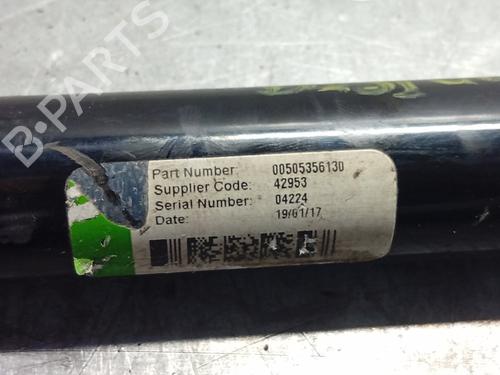 B-PARTS
Part Number: 00505356130
Supplier Code: 42953
Serial Number: 04224
Date: 19/01/17